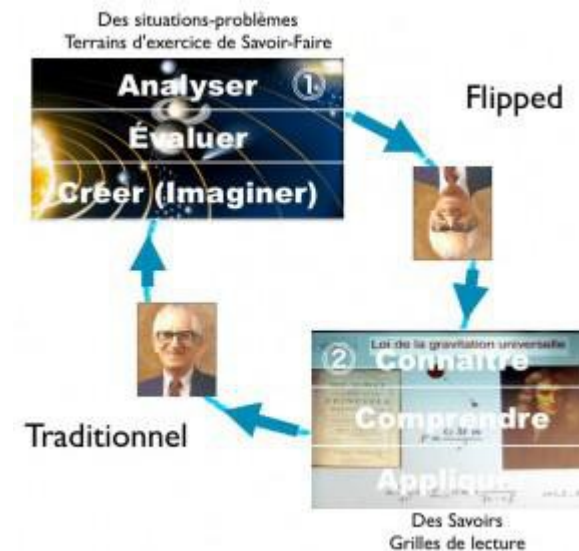 Des situations-problèmes
Terrains d'exercice de Savoir-Faire
Analyser ①
Évaluer
Créer (Imaginer)
Flipped
Loi de la gravitation universelle
② Connaître
Comprendre
Appliquer
Traditionnel
Des Savoirs
Grilles de lecture